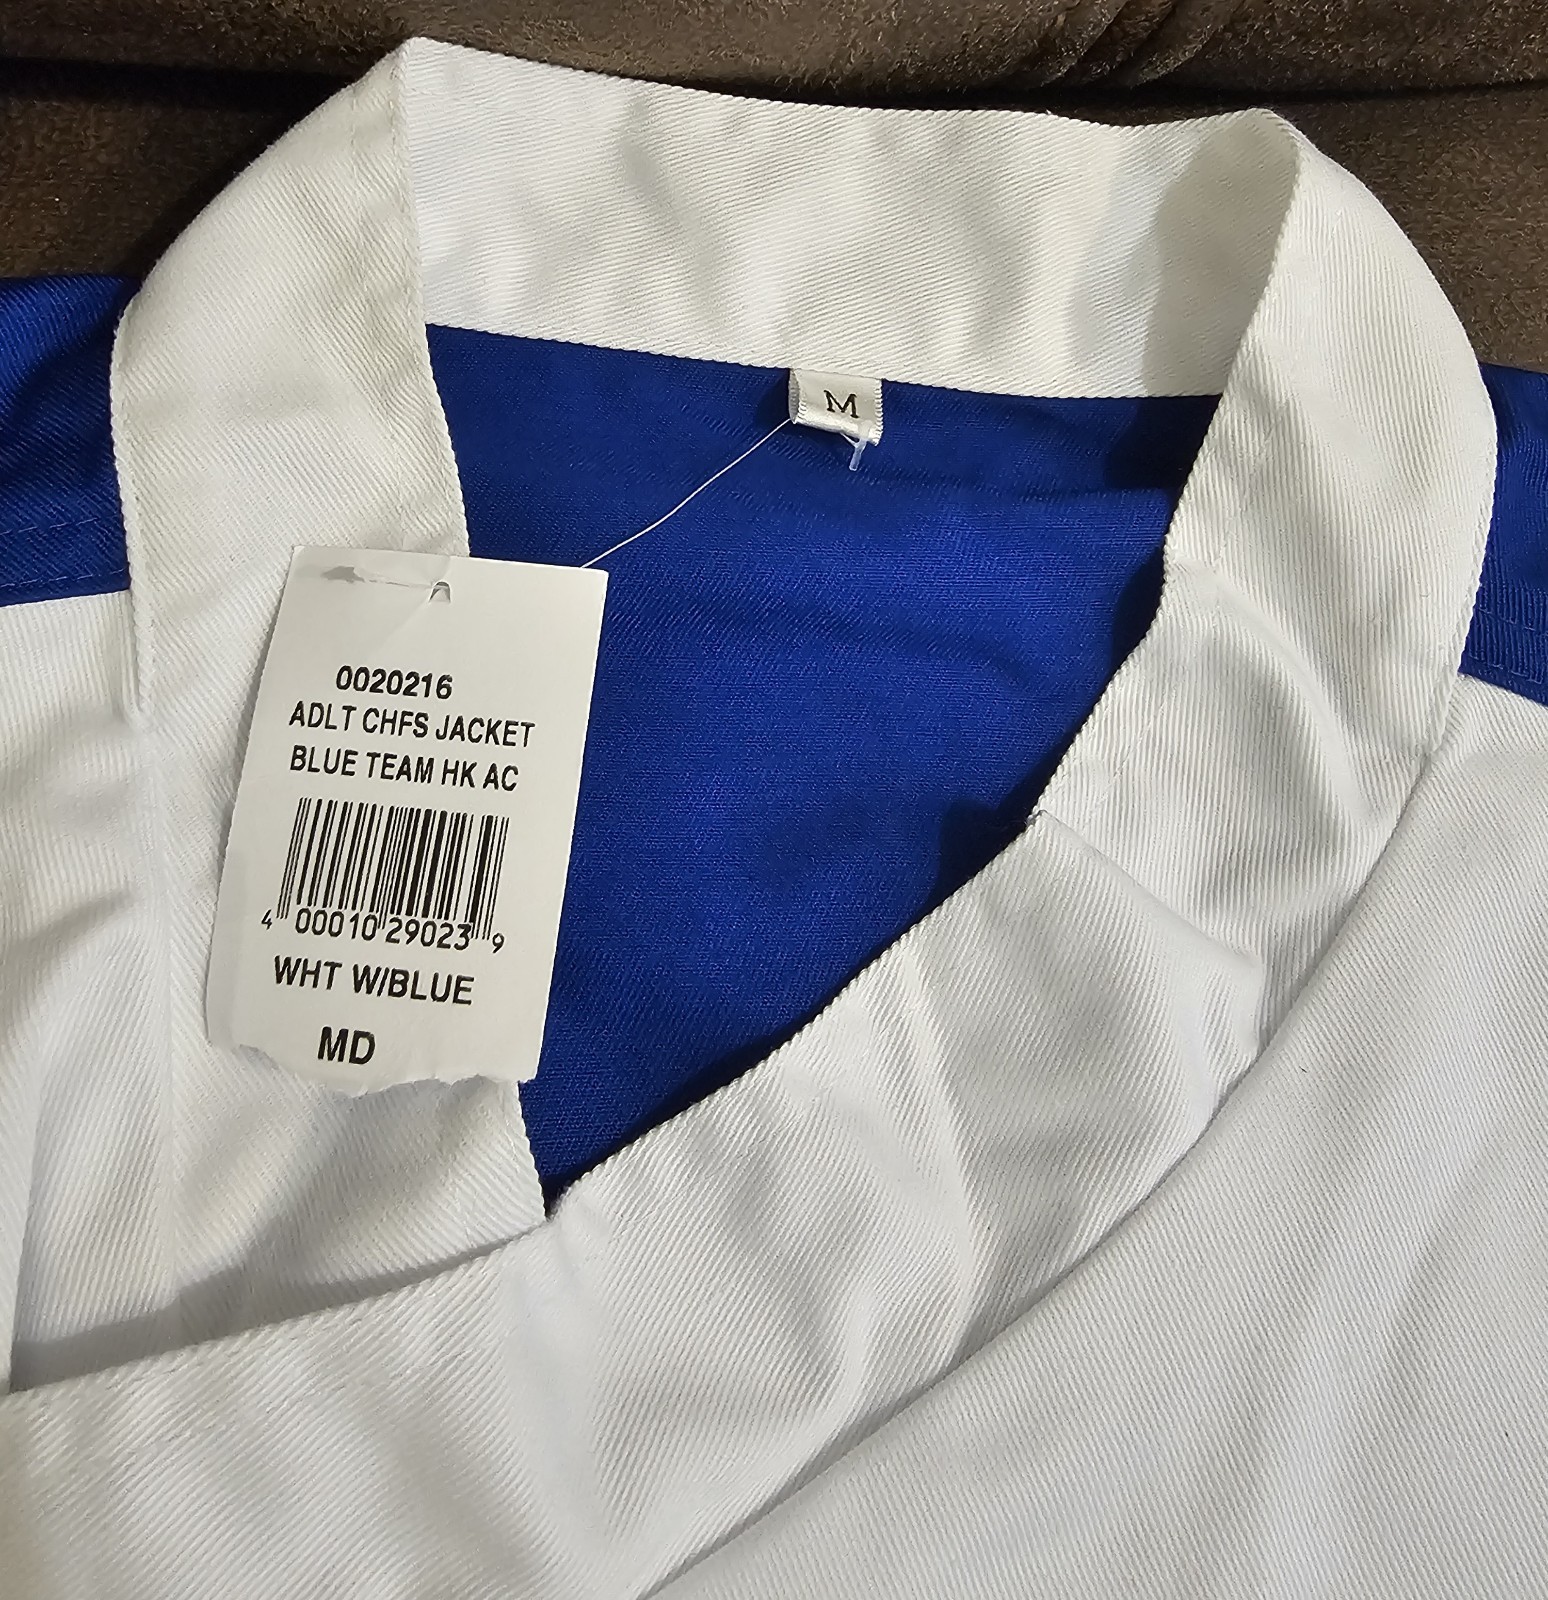 M
0020216
ADLT CHFS JACKET
BLUE TEAM HK AC
4 00010 29023 9
WHT W/BLUE
MD